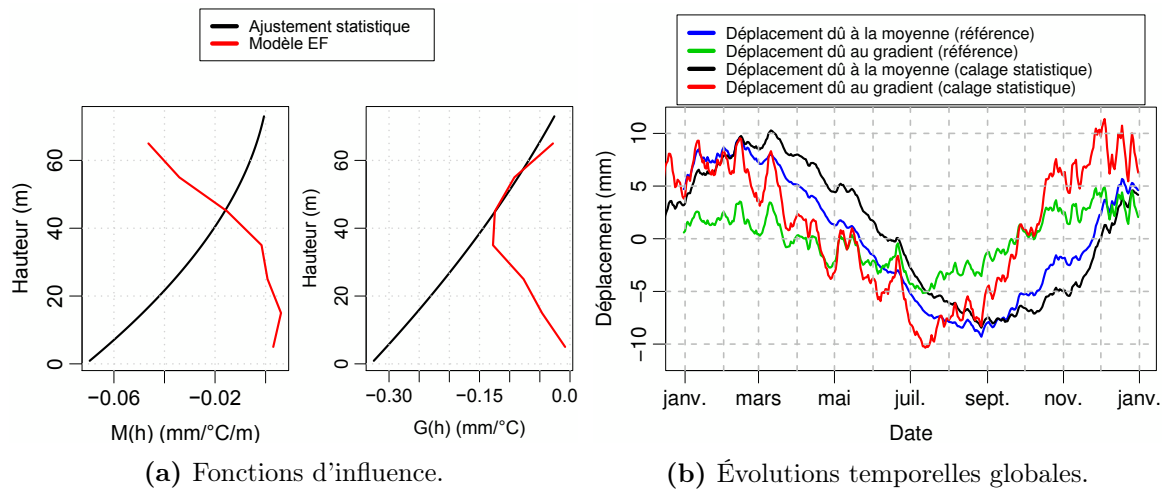 Ajustement statistique
Modèle EF
Hauteur (m)
0
20
40
60
−0.06
−0.02
M(h) (mm/°C/m)
Hauteur (m)
0
20
40
60
−0.30
−0.15
0.0
G(h) (mm/°C)
(a) Fonctions d'influence.
Déplacement dû à la moyenne (référence)
Déplacement dû au gradient (référence)
Déplacement dû à la moyenne (calage statistique)
Déplacement dû au gradient (calage statistique)
Déplacement (mm)
10
5
0
−5
−10
janv.
mars
mai
juil.
sept.
nov.
janv.
Date
(b) Évolutions temporelles globales.